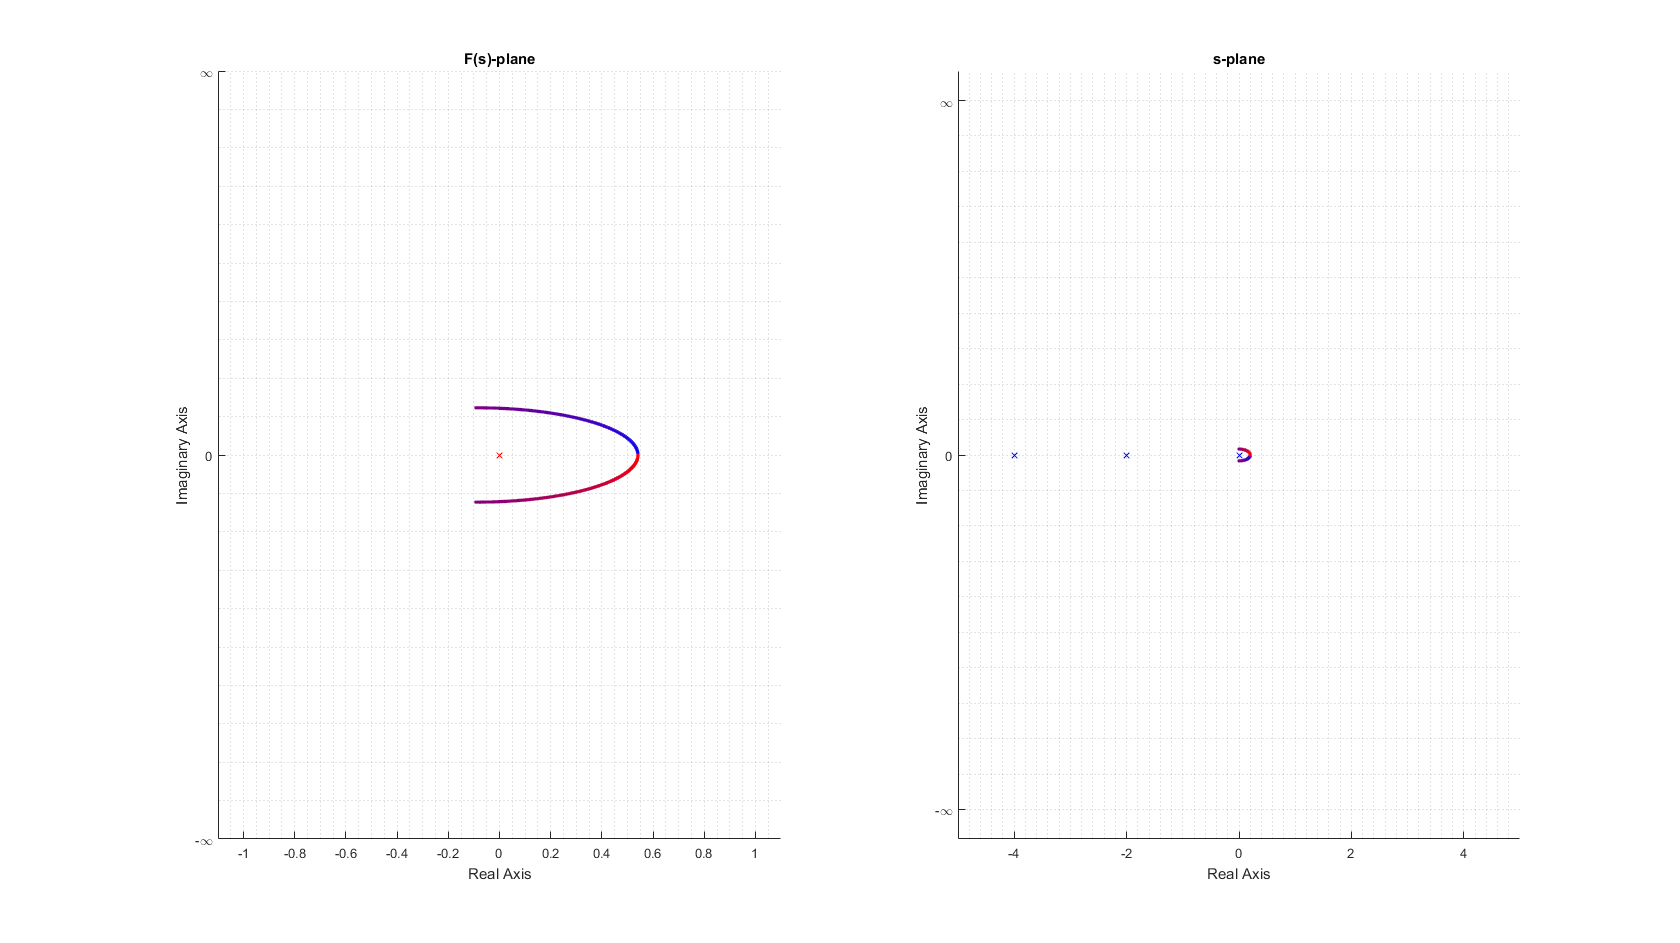 F(s)-plane
∞
0
-∞
Imaginary Axis
-1 -0.8 -0.6 -0.4 -0.2 0 0.2 0.4 0.6 0.8 1
Real Axis
s-plane
∞
0
-∞
Imaginary Axis
-4 -2 0 2 4
Real Axis